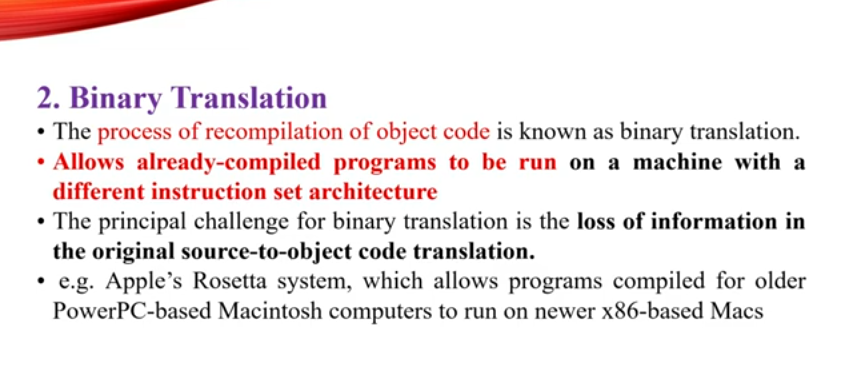 2. Binary Translation
• The process of recompilation of object code is known as binary translation.
• Allows already-compiled programs to be run on a machine with a
different instruction set architecture
• The principal challenge for binary translation is the loss of information in
the original source-to-object code translation.
• e.g. Apple’s Rosetta system, which allows programs compiled for older
PowerPC-based Macintosh computers to run on newer x86-based Macs